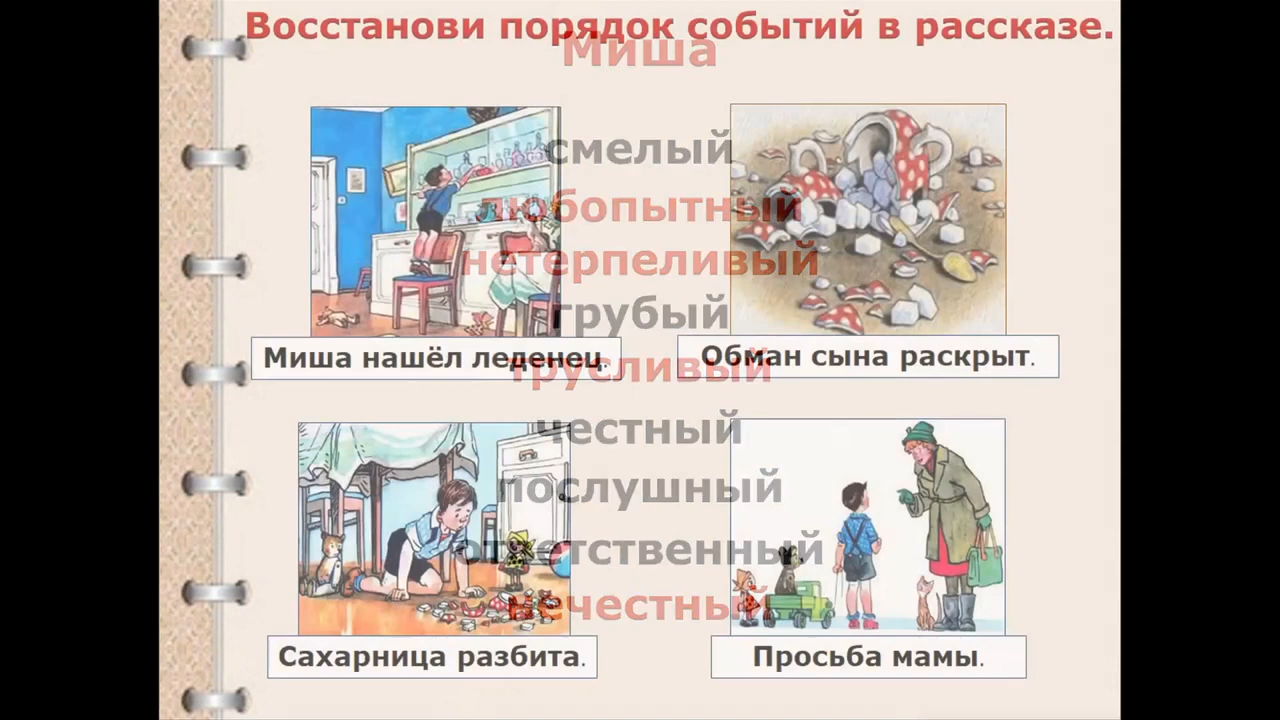 Восстанови порядок событий в рассказе.
Миша
смелый
любопытный
нетерпеливый
грубый
Миша нашёл леденец.
Обман сына раскрыт.
трусливый
честный
послушный
ответственный
нечестный
Сахарница разбита.
Просьба мамы.